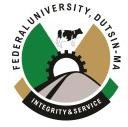 FEDERAL UNIVERSITY, DUTSIN-MA
INTEGRITY & SERVICE